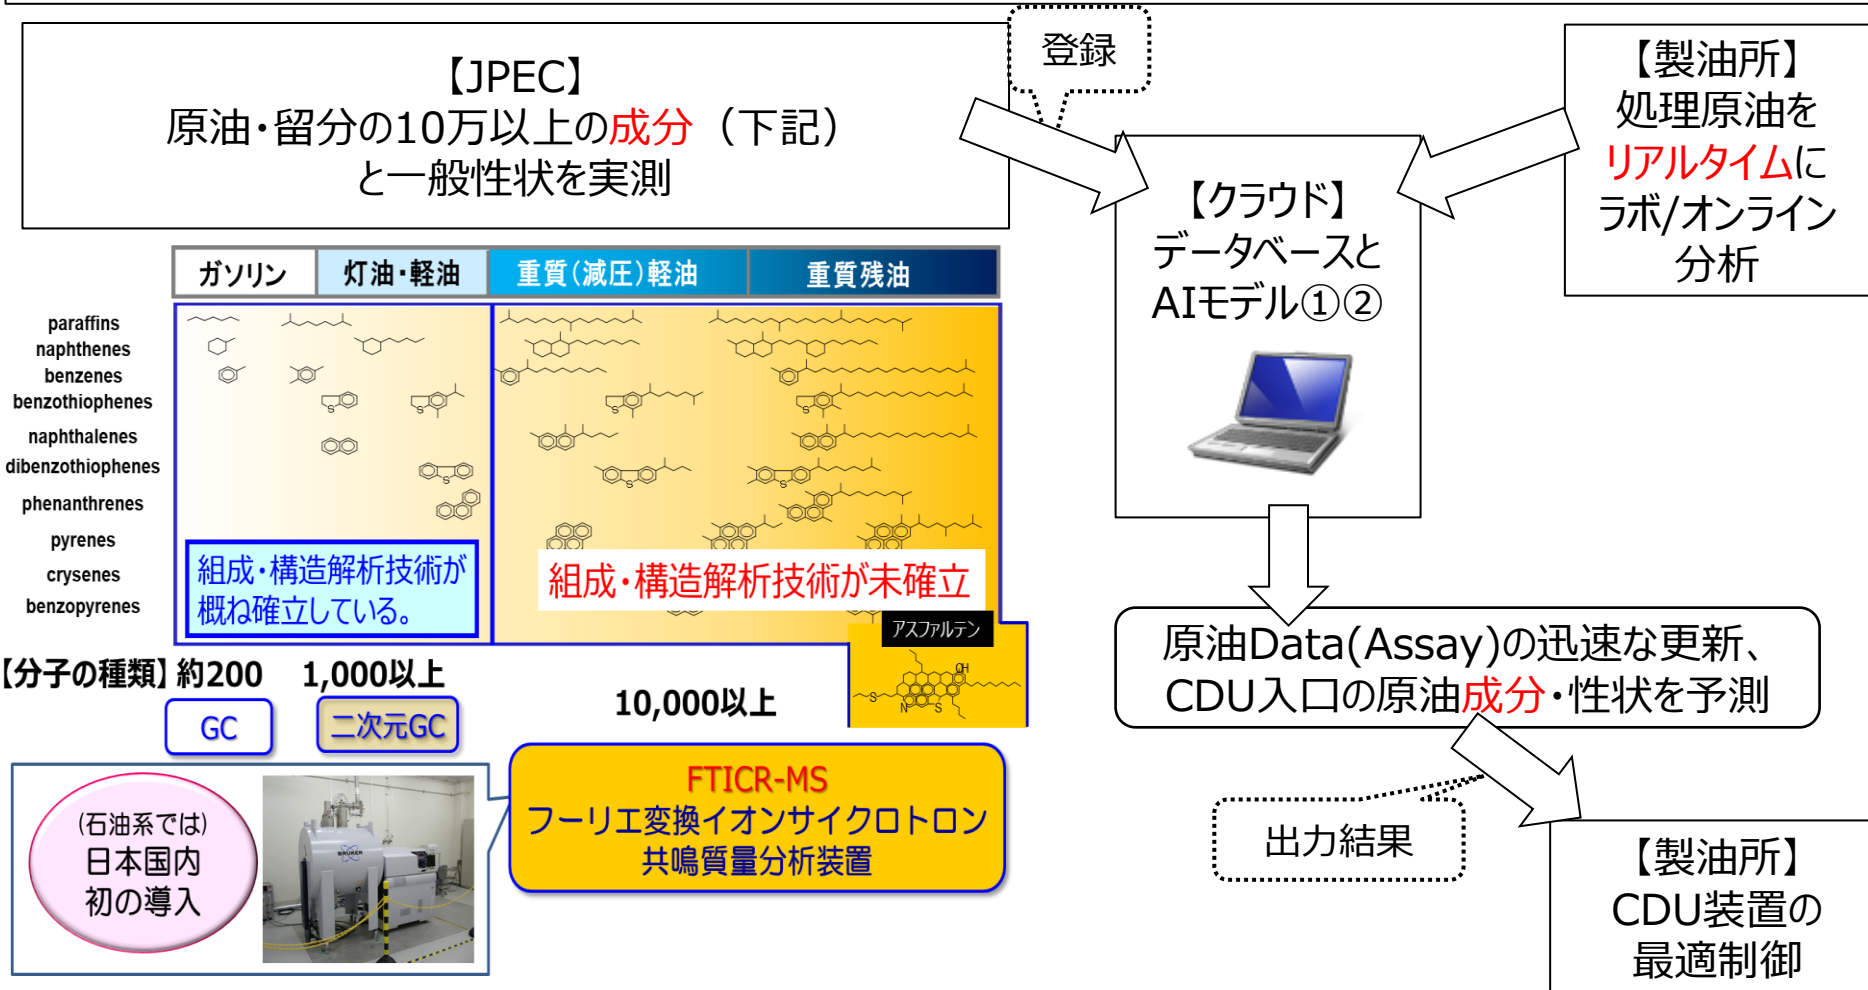 【JPEC】
原油・留分の10万以上の成分（下記）
と一般性状を実測
登録
【製油所】
処理原油を
リアルタイムに
ラボ/オンライン
分析
【クラウド】
データベースと
AIモデル①②
ガソリン
灯油・軽油
重質(減圧)軽油
重質残油
paraffins
naphthenes
benzenes
benzothiophenes
naphthalenes
dibenzothiophenes
phenanthrenes
pyrenes
crysenes
benzopyrenes
組成・構造解析技術が
概ね確立している。
組成・構造解析技術が未確立
アスファルテン
OH
S
N
S
【分子の種類】約200
1,000以上
10,000以上
GC
二次元GC
FTICR-MS
フーリエ変換イオンサイクロトロン
共鳴質量分析装置
(石油系では)
日本国内
初の導入
BRUKER
原油Data(Assay)の迅速な更新、
CDU入口の原油成分・性状を予測
出力結果
【製油所】
CDU装置の
最適制御